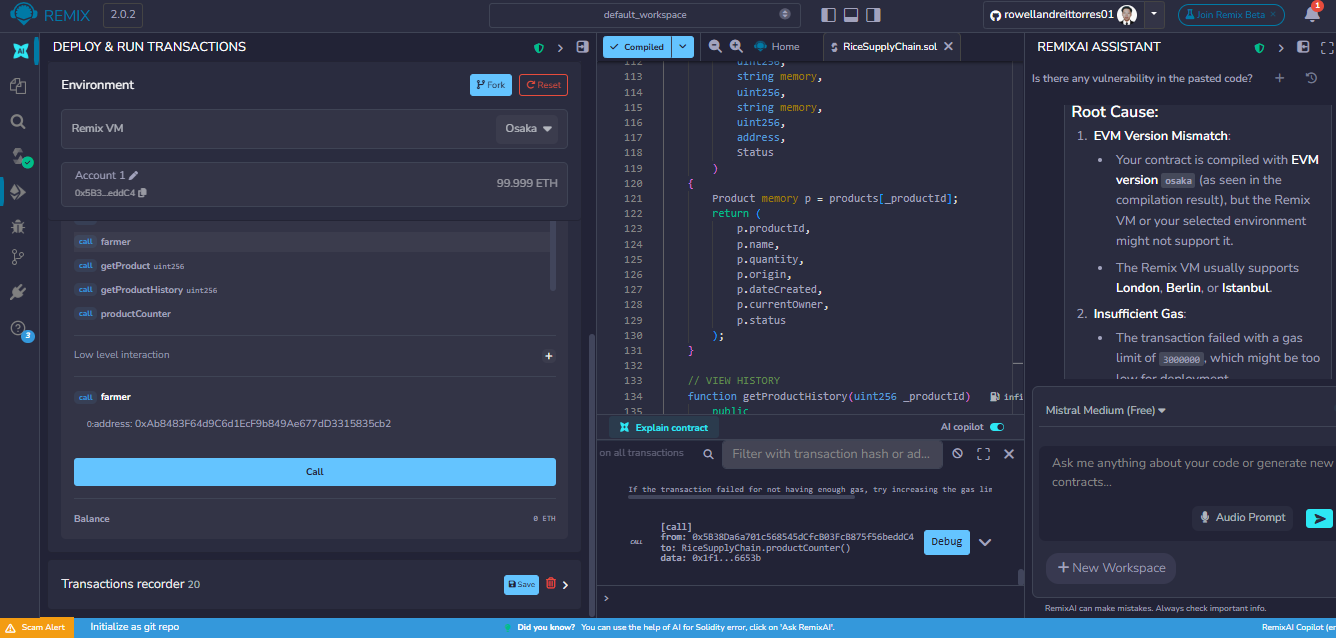 REMIX
2.0.2
default_workspace
rowellandreittorres01
Join Remix Beta
1
DEPLOY & RUN TRANSACTIONS
Environment
Fork
Reset
Remix VM
Osaka
Account 1
0x5B3...eddC4
99.999 ETH
call farmer
call getProduct uint256
call getProductHistory uint256
call productCounter
Low level interaction
call farmer
0:address: 0xAb8483F64d9C6d1EcF9b849Ae677dD3315835cb2
Call
Balance
0 ETH
Transactions recorder 20
Save
3
Compiled
Home
RiceSupplyChain.sol
112 uint256,
113 string memory,
114 uint256,
115 string memory,
116 uint256,
117 address,
118 Status
119 )
120 {
121 Product memory p = products[_productId];
122 return (
123 p.productId,
124 p.name,
125 p.quantity,
126 p.origin,
127 p.dateCreated,
128 p.currentOwner,
129 p.status
130 );
131 }
132
133 // VIEW HISTORY
134 function getProductHistory(uint256 _productId) infi
135 public
Explain contract
AI copilot
on all transactions
Filter with transaction hash or ad...
If the transaction failed for not having enough gas, try increasing the gas lim
CALL
[call]
from: 0x5B38Da6a701c568545dCfcB03FcB875f56beddC4
to: RiceSupplyChain.productCounter()
data: 0x1f1...6653b
Debug
>
REMIXAI ASSISTANT
Is there any vulnerability in the pasted code?
Root Cause:
1. EVM Version Mismatch:
• Your contract is compiled with EVM
version osaka (as seen in the
compilation result), but the Remix
VM or your selected environment
might not support it.
• The Remix VM usually supports
London, Berlin, or Istanbul.
2. Insufficient Gas:
• The transaction failed with a gas
limit of 3000000, which might be too
low for deployment.
Mistral Medium (Free)
Ask me anything about your code or generate new
contracts...
Audio Prompt
+ New Workspace
RemixAI can make mistakes. Always check important info.
Scam Alert
Initialize as git repo
Did you know? You can use the help of AI for Solidity error, click on 'Ask RemixAI'.
RemixAI Copilot (en